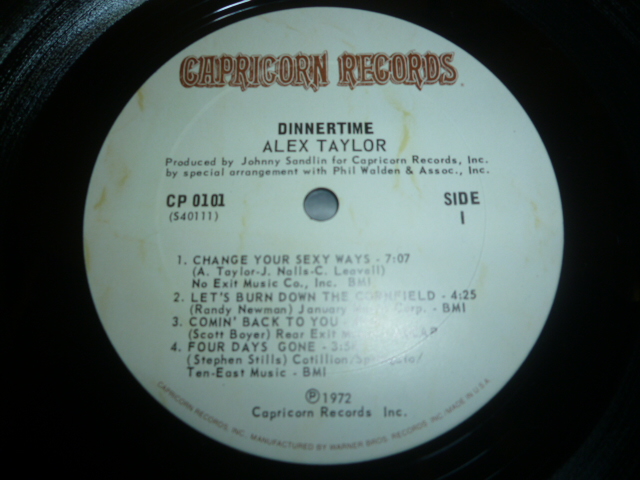 CAPRICORN RECORDS
DINNERTIME
ALEX TAYLOR
Produced by Johnny Sandlin for Capricorn Records, Inc.
by special arrangement with Phil Walden & Assoc., Inc.
CP 0101
(S40111)
SIDE
1
1. CHANGE YOUR SEXY WAYS - 7:07
(A. Taylor-J. Nalls-C. Leavell)
No Exit Music Co., Inc. BMI
2. LET'S BURN DOWN THE CORNFIELD - 4:25
(Randy Newman) January Corp. - BMI
3. COMIN' BACK TO YOU -
(Scott Boyer) Rear Exit
4. FOUR DAYS GONE -
(Stephen Stills) Cotillion/
Ten-East Music - BMI
Ⓟ 1972
Capricorn Records Inc.
CAPRICORN RECORDS, INC. MANUFACTURED BY WARNER BROS. RECORDS INC. MADE IN U.S.A.